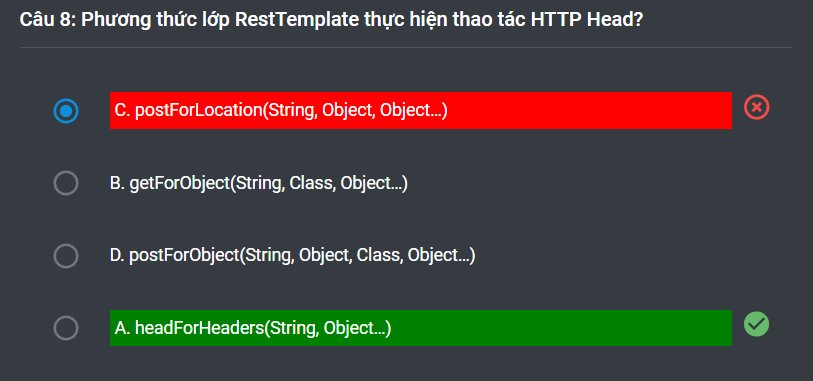 Câu 8: Phương thức lớp RestTemplate thực hiện thao tác HTTP Head?
C. postForLocation(String, Object, Object...)
B. getForObject(String, Class, Object...)
D. postForObject(String, Object, Class, Object...)
A. headForHeaders(String, Object...)